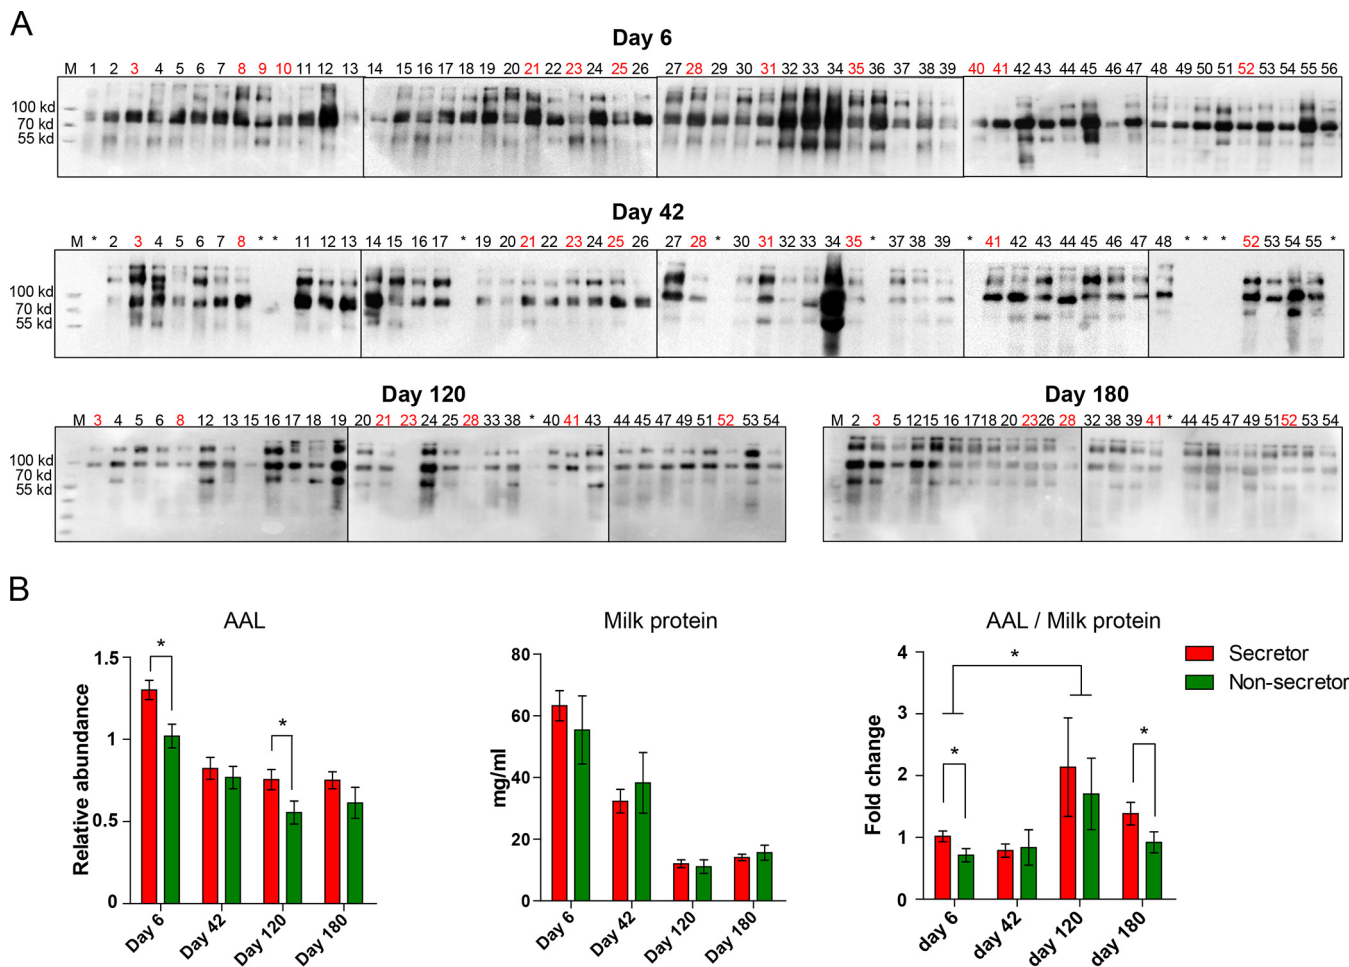 A
Day 6
M 1 2 3 4 5 6 7 8 9 10 11 12 13 14 15 16 17 18 19 20 21 22 23 24 25 26 27 28 29 30 31 32 33 34 35 36 37 38 39 40 41 42 43 44 45 46 47 48 49 50 51 52 53 54 55 56
100 kd
70 kd
55 kd
Day 42
M * 2 3 4 5 6 7 8 * * 11 12 13 14 15 16 17 * 19 20 21 22 23 24 25 26 27 28 * 30 31 32 33 34 35 * 37 38 39 * 41 42 43 44 45 46 47 48 * * * 52 53 54 55 *
100 kd
70 kd
55 kd
Day 120 Day 180
M 3 4 5 6 8 12 13 15 16 17 18 19 20 21 23 24 25 28 33 38 * 40 41 43 44 45 47 49 51 52 53 54 M 2 3 5 12 15 16 17 18 20 23 26 28 32 38 39 41 * 44 45 47 49 51 52 53 54
100 kd
70 kd
55 kd
B
AAL
Relative abundance
1.5
1
0.5
0
*
*
Day 6 Day 42 Day 120 Day 180
Milk protein
mg/ml
80
60
40
20
0
Day 6 Day 42 Day 120 Day 180
AAL / Milk protein
Fold change
4
3
2
1
0
*
*
*
day 6 day 42 day 120 day 180
Secretor
Non-secretor